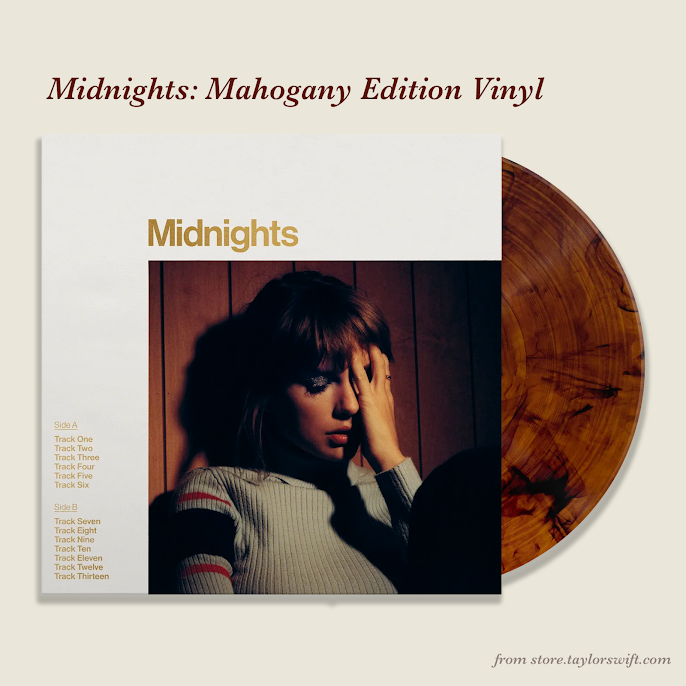 Midnights: Mahogany Edition Vinyl
Midnights
Side A
Track One
Track Two
Track Three
Track Four
Track Five
Track Six
Side B
Track Seven
Track Eight
Track Nine
Track Ten
Track Eleven
Track Twelve
Track Thirteen
from store.taylorswift.com